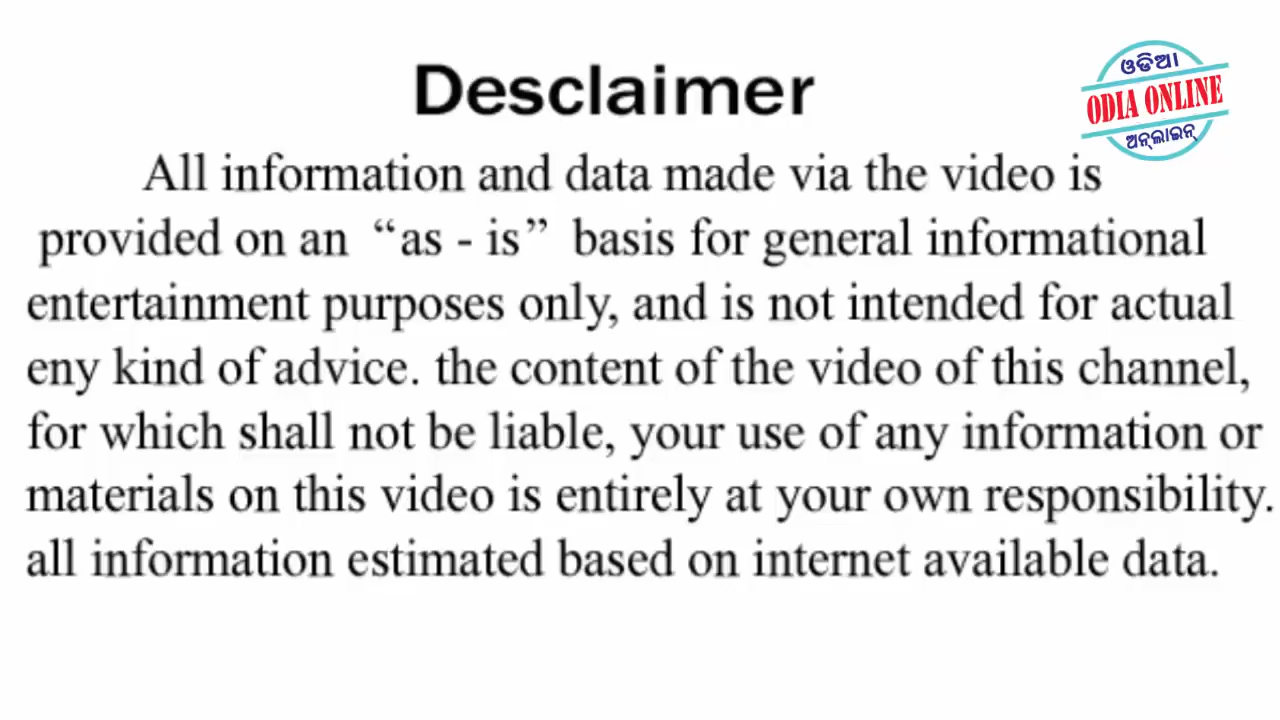 Desclaimer
ଓଡିଆ
ODIA ONLINE
ଅନ୍‌ଲାଇନ୍
All information and data made via the video is
provided on an “as - is” basis for general informational
entertainment purposes only, and is not intended for actual
eny kind of advice. the content of the video of this channel,
for which shall not be liable, your use of any information or
materials on this video is entirely at your own responsibility.
all information estimated based on internet available data.